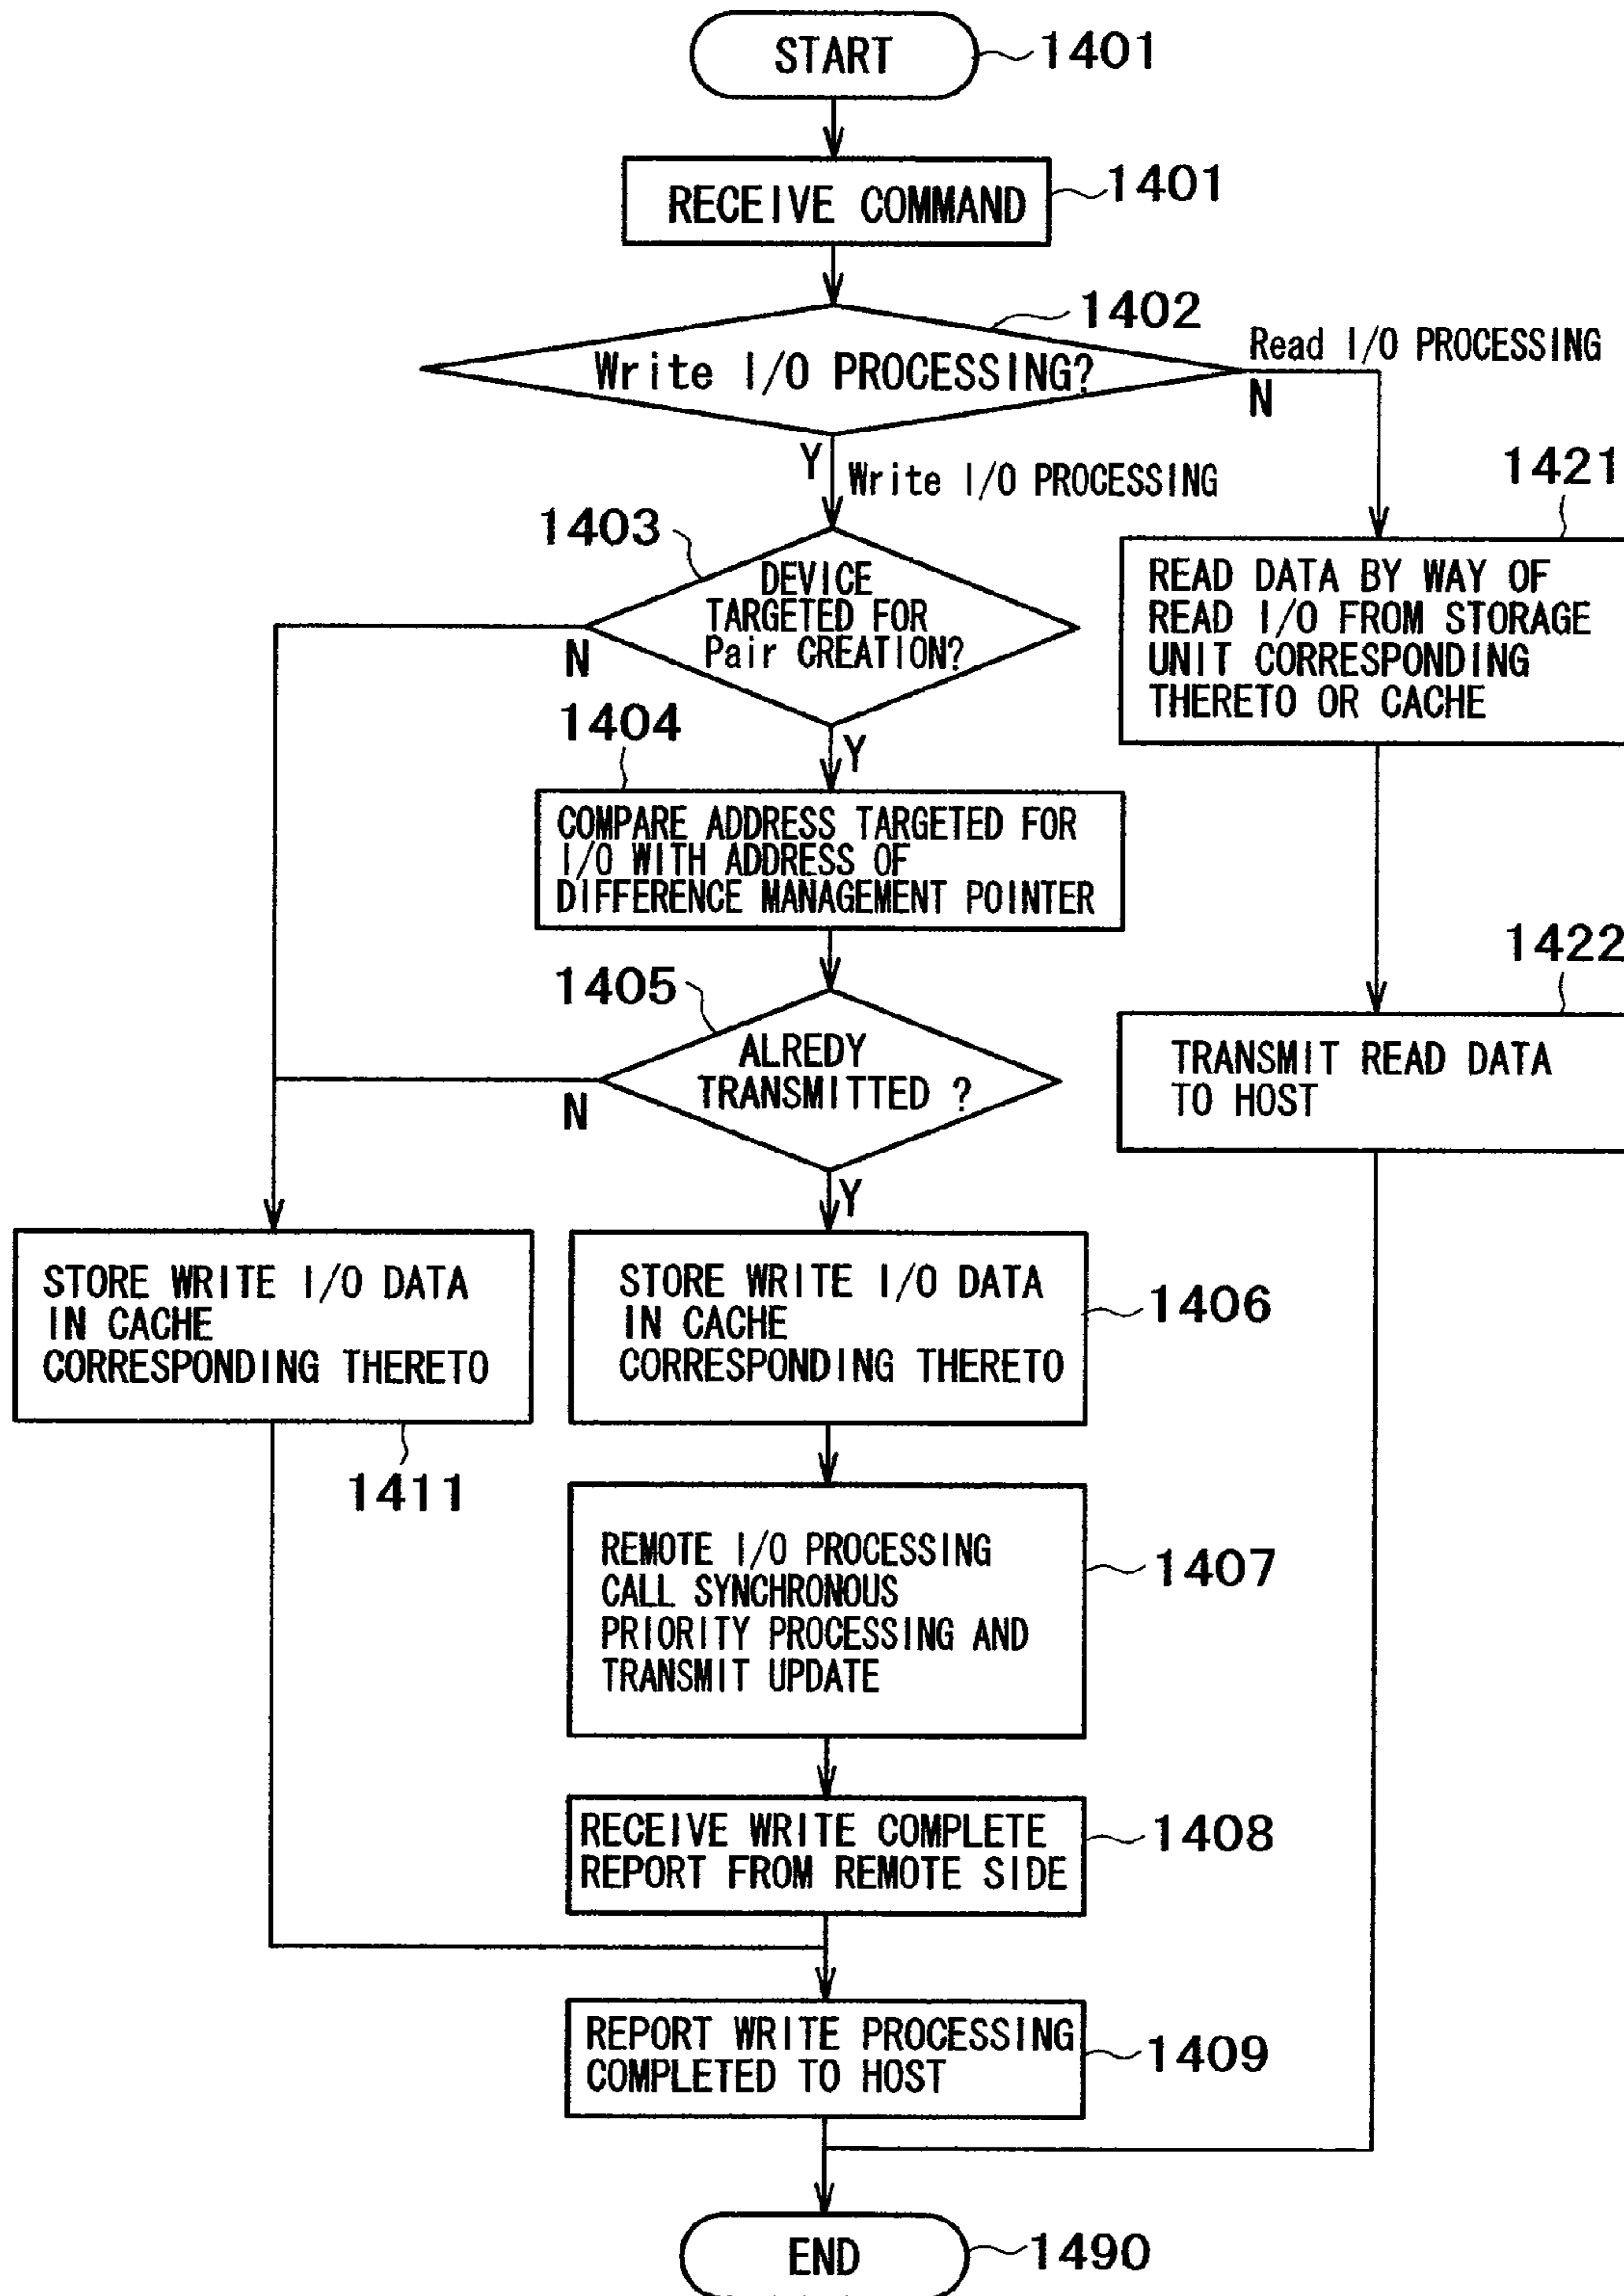 START
1401
RECEIVE COMMAND
1401
1402
Write I/O PROCESSING?
Read I/O PROCESSING
N
Y
Write I/O PROCESSING
1403
DEVICE
TARGETED FOR
Pair CREATION?
N
Y
1421
READ DATA BY WAY OF
READ I/O FROM STORAGE
UNIT CORRESPONDING
THERETO OR CACHE
1404
COMPARE ADDRESS TARGETED FOR
I/O WITH ADDRESS OF
DIFFERENCE MANAGEMENT POINTER
1405
ALREDY
TRANSMITTED ?
N
Y
1422
TRANSMIT READ DATA
TO HOST
STORE WRITE I/O DATA
IN CACHE
CORRESPONDING THERETO
1411
STORE WRITE I/O DATA
IN CACHE
CORRESPONDING THERETO
1406
REMOTE I/O PROCESSING
CALL SYNCHRONOUS
PRIORITY PROCESSING AND
TRANSMIT UPDATE
1407
RECEIVE WRITE COMPLETE
REPORT FROM REMOTE SIDE
1408
REPORT WRITE PROCESSING
COMPLETED TO HOST
1409
END
1490